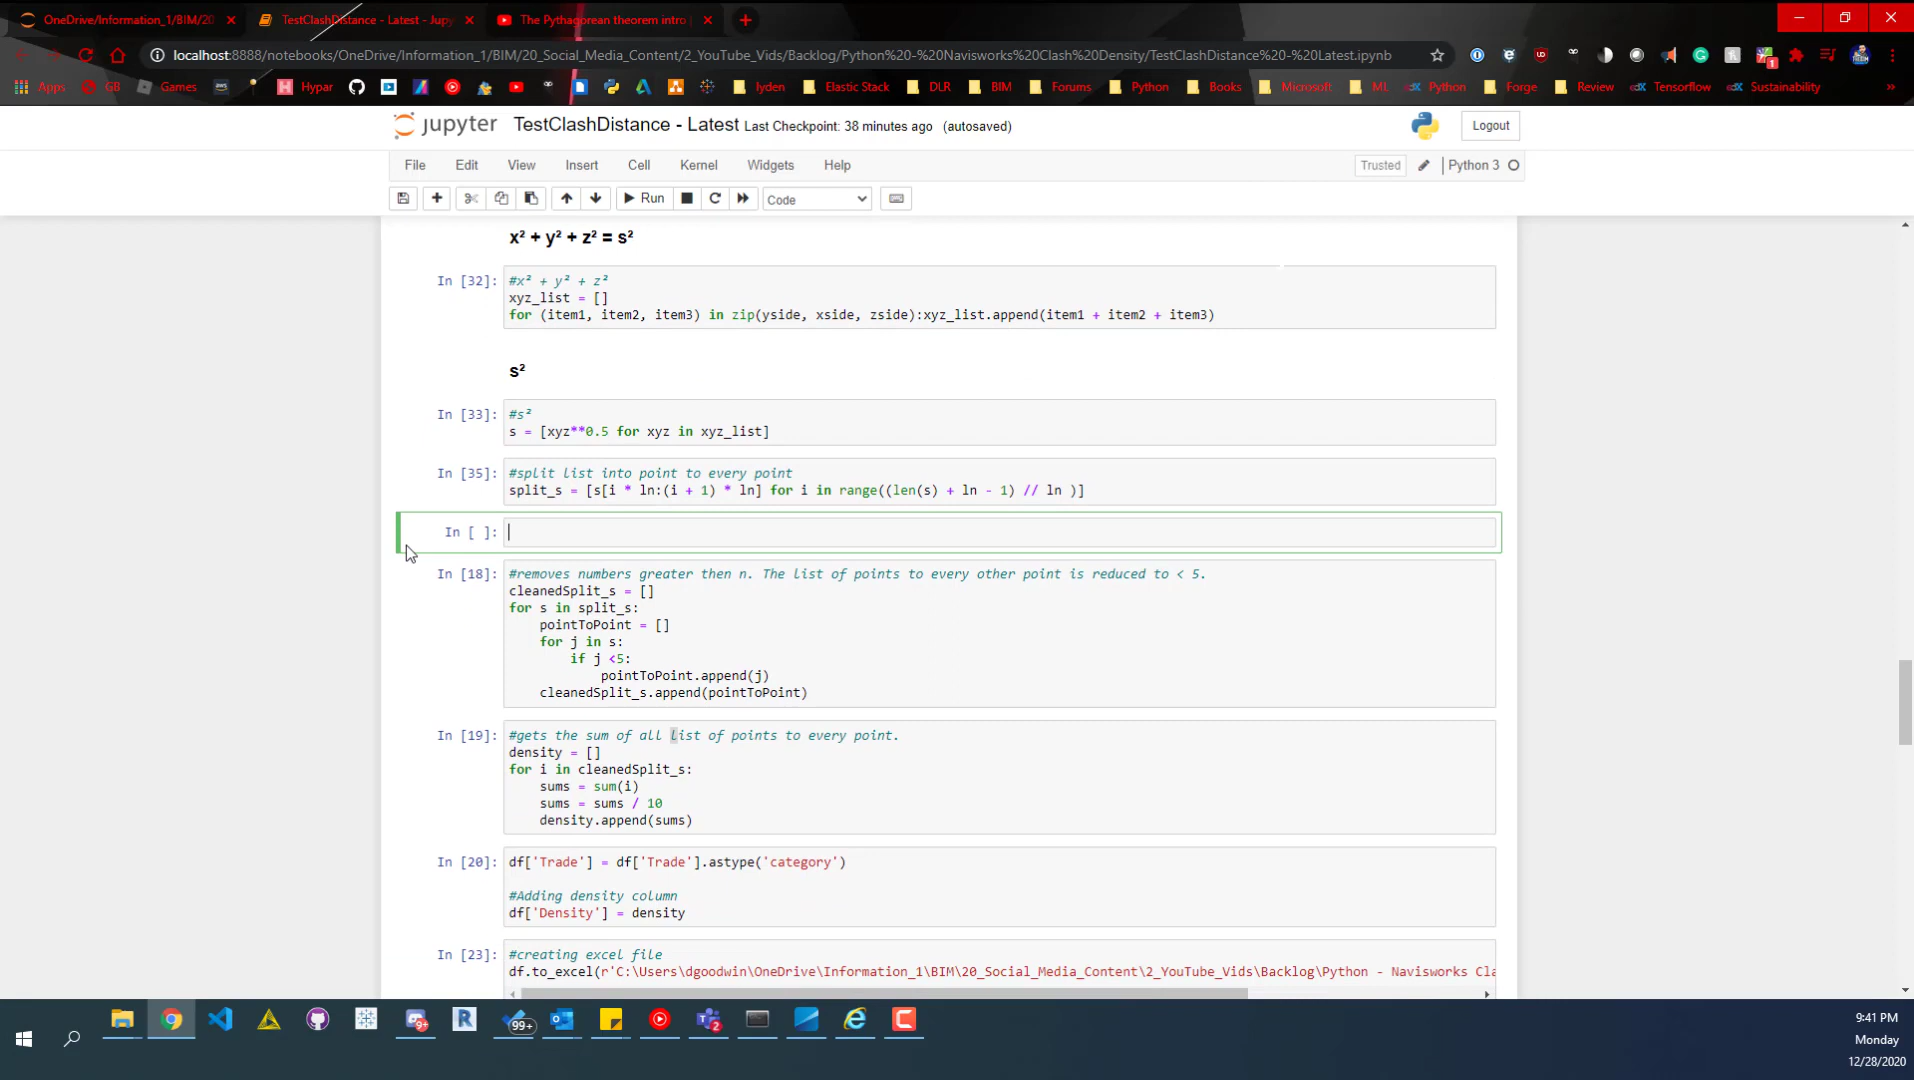 OneDrive/Information_1/BIM/20
TestClashDistance - Latest - Jupy
The Pythagorean theorem intro
localhost:8888/notebooks/OneDrive/Information_1/BIM/20_Social_Media_Content/2_YouTube_Vids/Backlog/Python%20-%20Navisworks%20Clash%20Density/TestClashDistance%20-%20Latest.ipynb
Apps GB Games Hypar Iyden Elastic Stack DLR BIM Forums Python Books Microsoft ML Python Forge Review Tensorflow Sustainability »
jupyter TestClashDistance - Latest Last Checkpoint: 38 minutes ago (autosaved) Logout
File Edit View Insert Cell Kernel Widgets Help Trusted Python 3
Run Code
x² + y² + z² = s²
In [32]: #x² + y² + z²
xyz_list = []
for (item1, item2, item3) in zip(yside, xside, zside):xyz_list.append(item1 + item2 + item3)
s²
In [33]: #s²
s = [xyz**0.5 for xyz in xyz_list]
In [35]: #split list into point to every point
split_s = [s[i * ln:(i + 1) * ln] for i in range((len(s) + ln - 1) // ln )]
In [ ]:
In [18]: #removes numbers greater then n. The list of points to every other point is reduced to < 5.
cleanedSplit_s = []
for s in split_s:
pointToPoint = []
for j in s:
if j <5:
pointToPoint.append(j)
cleanedSplit_s.append(pointToPoint)
In [19]: #gets the sum of all list of points to every point.
density = []
for i in cleanedSplit_s:
sums = sum(i)
sums = sums / 10
density.append(sums)
In [20]: df['Trade'] = df['Trade'].astype('category')
#Adding density column
df['Density'] = density
In [23]: #creating excel file
df.to_excel(r'C:\Users\dgoodwin\OneDrive\Information_1\BIM\20_Social_Media_Content\2_YouTube_Vids\Backlog\Python - Navisworks Cla
9+
99+
2
9:41 PM
Monday
12/28/2020